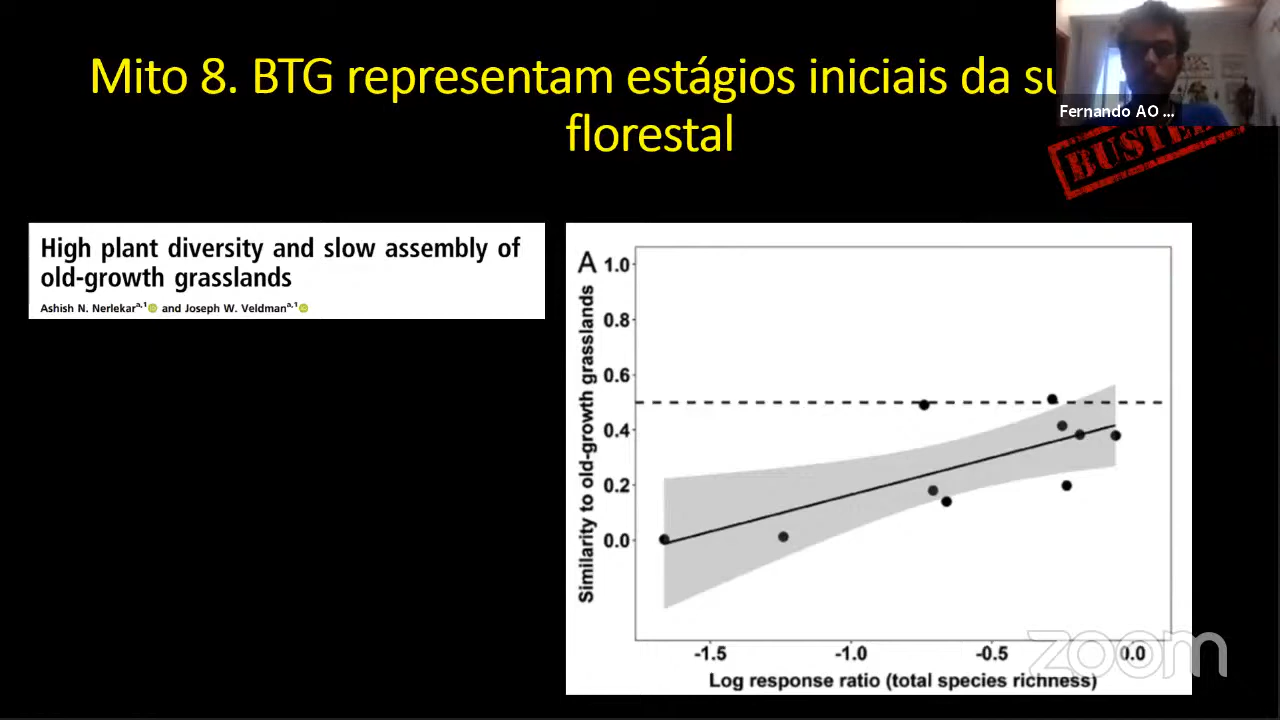 Mito 8. BTG representam estágios iniciais da su
florestal
Fernando AO ...
BUSTE
High plant diversity and slow assembly of
old-growth grasslands
Ashish N. Nerlekar a,1 and Joseph W. Veldman a,1
A
Similarity to old-growth grasslands
1.0
0.8
0.6
0.4
0.2
0.0
-1.5 -1.0 -0.5 0.0
Log response ratio (total species richness)
zoom